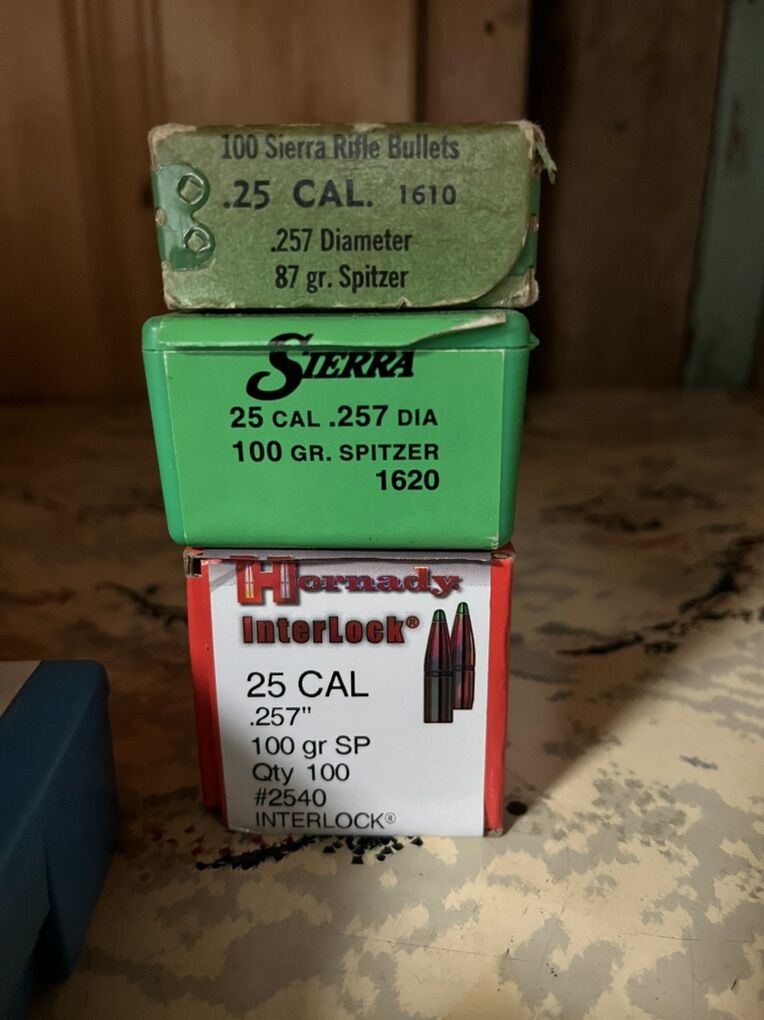 100 Sierra Rifle Bullets
.25 CAL. 1610
.257 Diameter
87 gr. Spitzer
SIERRA
25 CAL .257 DIA
100 GR. SPITZER
1620
Hornady
InterLock®
25 CAL
.257"
100 gr SP
Qty 100
#2540
INTERLOCK®